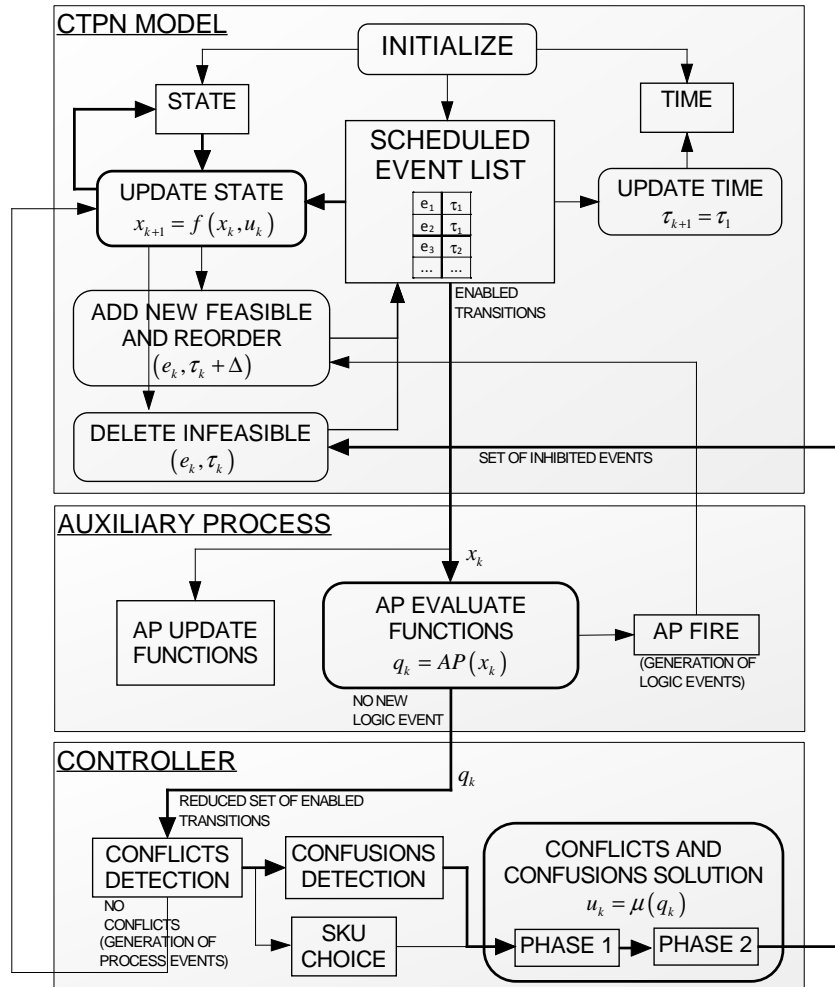 CTPN MODEL
INITIALIZE
STATE
TIME
SCHEDULED
EVENT LIST
e₁ τ₁
e₂ τ₁
e₃ τ₂
... ...
UPDATE STATE
x_{k+1} = f(x_k, u_k)
UPDATE TIME
τ_{k+1} = τ₁
ENABLED
TRANSITIONS
ADD NEW FEASIBLE
AND REORDER
(e_k, τ_k + Δ)
DELETE INFEASIBLE
(e_k, τ_k)
SET OF INHIBITED EVENTS
AUXILIARY PROCESS
x_k
AP UPDATE
FUNCTIONS
AP EVALUATE
FUNCTIONS
q_k = AP(x_k)
AP FIRE
(GENERATION OF
LOGIC EVENTS)
NO NEW
LOGIC EVENT
CONTROLLER
q_k
REDUCED SET OF ENABLED
TRANSITIONS
CONFLICTS
DETECTION
CONFUSIONS
DETECTION
CONFLICTS AND
CONFUSIONS SOLUTION
u_k = μ(q_k)
NO
CONFLICTS
(GENERATION OF
PROCESS EVENTS)
SKU
CHOICE
PHASE 1
PHASE 2